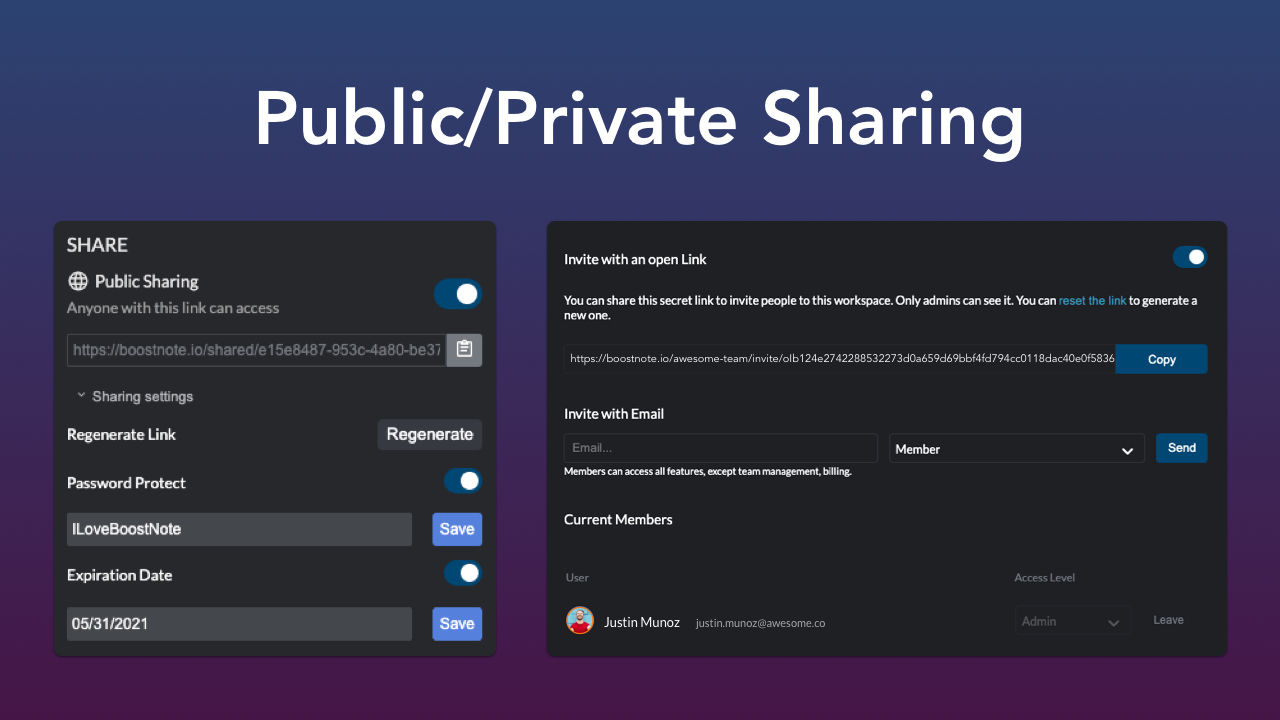 Public/Private Sharing
SHARE
Public Sharing
Anyone with this link can access
https://boostnote.io/shared/e15e8487-953c-4a80-be37
Sharing settings
Regenerate Link
Regenerate
Password Protect
ILoveBoostNote
Save
Expiration Date
05/31/2021
Save
Invite with an open Link
You can share this secret link to invite people to this workspace. Only admins can see it. You can reset the link to generate a
new one.
https://boostnote.io/awesome-team/invite/olb124e2742288532273d0a659d69bbf4fd794cc0118dac40e0f5836
Copy
Invite with Email
Email...
Member
Send
Members can access all features, except team management, billing.
Current Members
User
Access Level
Justin Munoz
justin.munoz@awesome.co
Admin
Leave